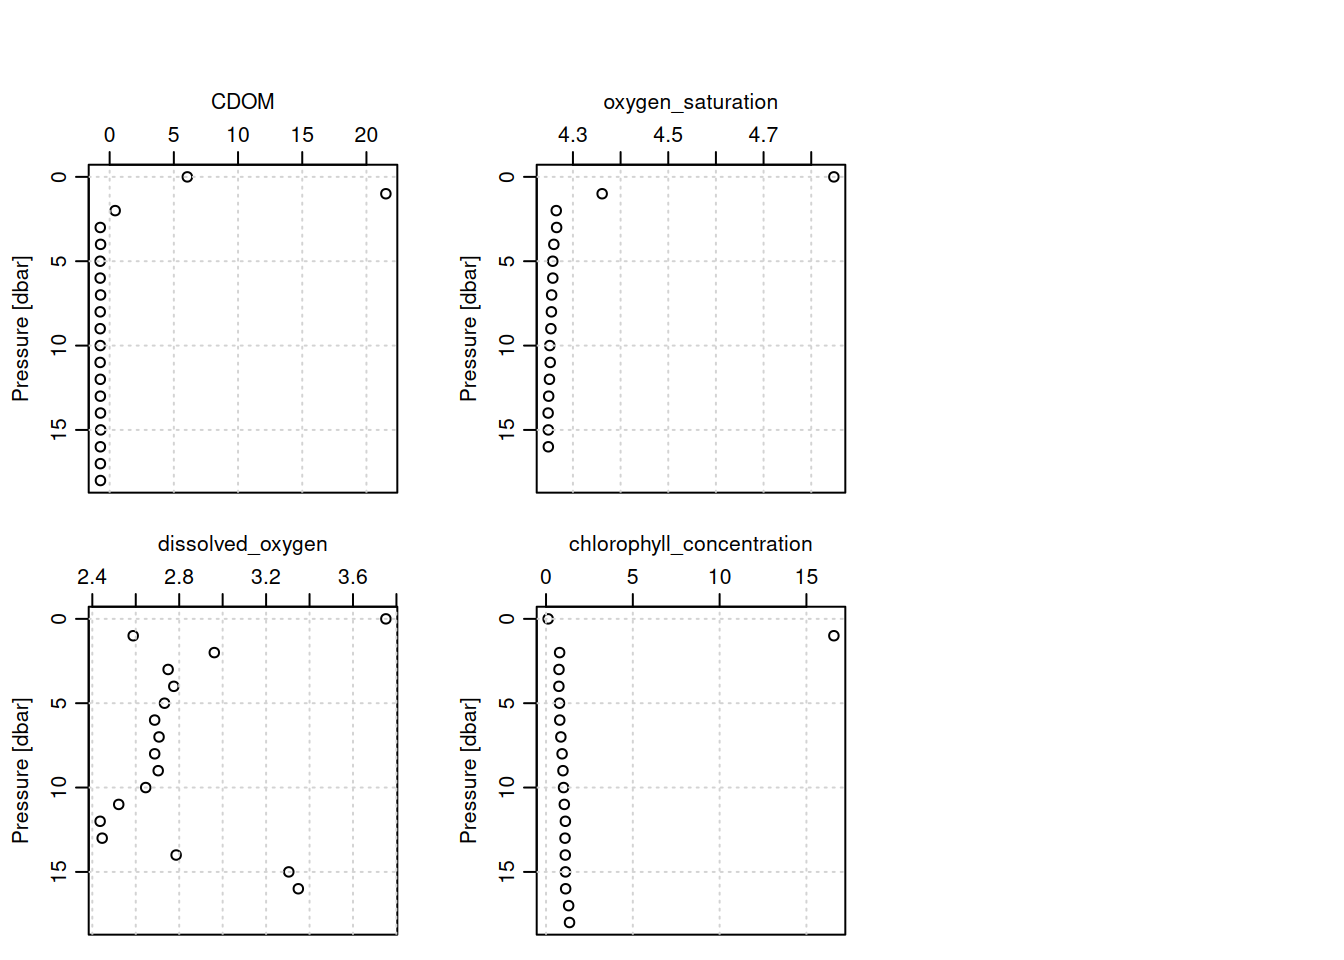 CDOM
0 5 10 15 20
0
5
10
15
Pressure [dbar]
oxygen_saturation
4.3 4.5 4.7
0
5
10
15
Pressure [dbar]
dissolved_oxygen
2.4 2.8 3.2 3.6
0
5
10
15
Pressure [dbar]
chlorophyll_concentration
0 5 10 15
0
5
10
15
Pressure [dbar]